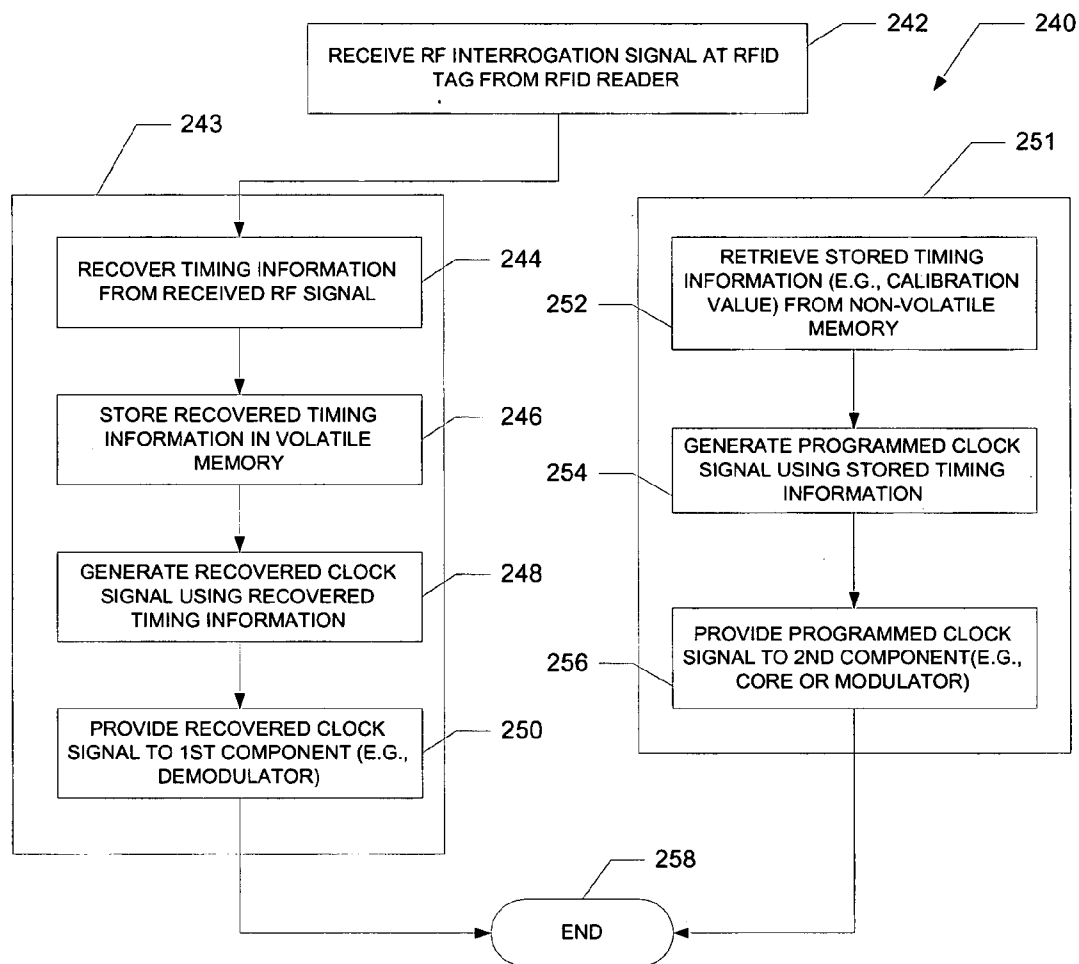 242
240
RECEIVE RF INTERROGATION SIGNAL AT RFID
TAG FROM RFID READER
243
251
RECOVER TIMING INFORMATION
FROM RECEIVED RF SIGNAL
244
STORE RECOVERED TIMING
INFORMATION IN VOLATILE
MEMORY
246
GENERATE RECOVERED CLOCK
SIGNAL USING RECOVERED
TIMING INFORMATION
248
PROVIDE RECOVERED CLOCK
SIGNAL TO 1ST COMPONENT (E.G.,
DEMODULATOR)
250
RETRIEVE STORED TIMING
INFORMATION (E.G., CALIBRATION
VALUE) FROM NON-VOLATILE
MEMORY
252
GENERATE PROGRAMMED CLOCK
SIGNAL USING STORED TIMING
INFORMATION
254
PROVIDE PROGRAMMED CLOCK
SIGNAL TO 2ND COMPONENT(E.G.,
CORE OR MODULATOR)
256
258
END